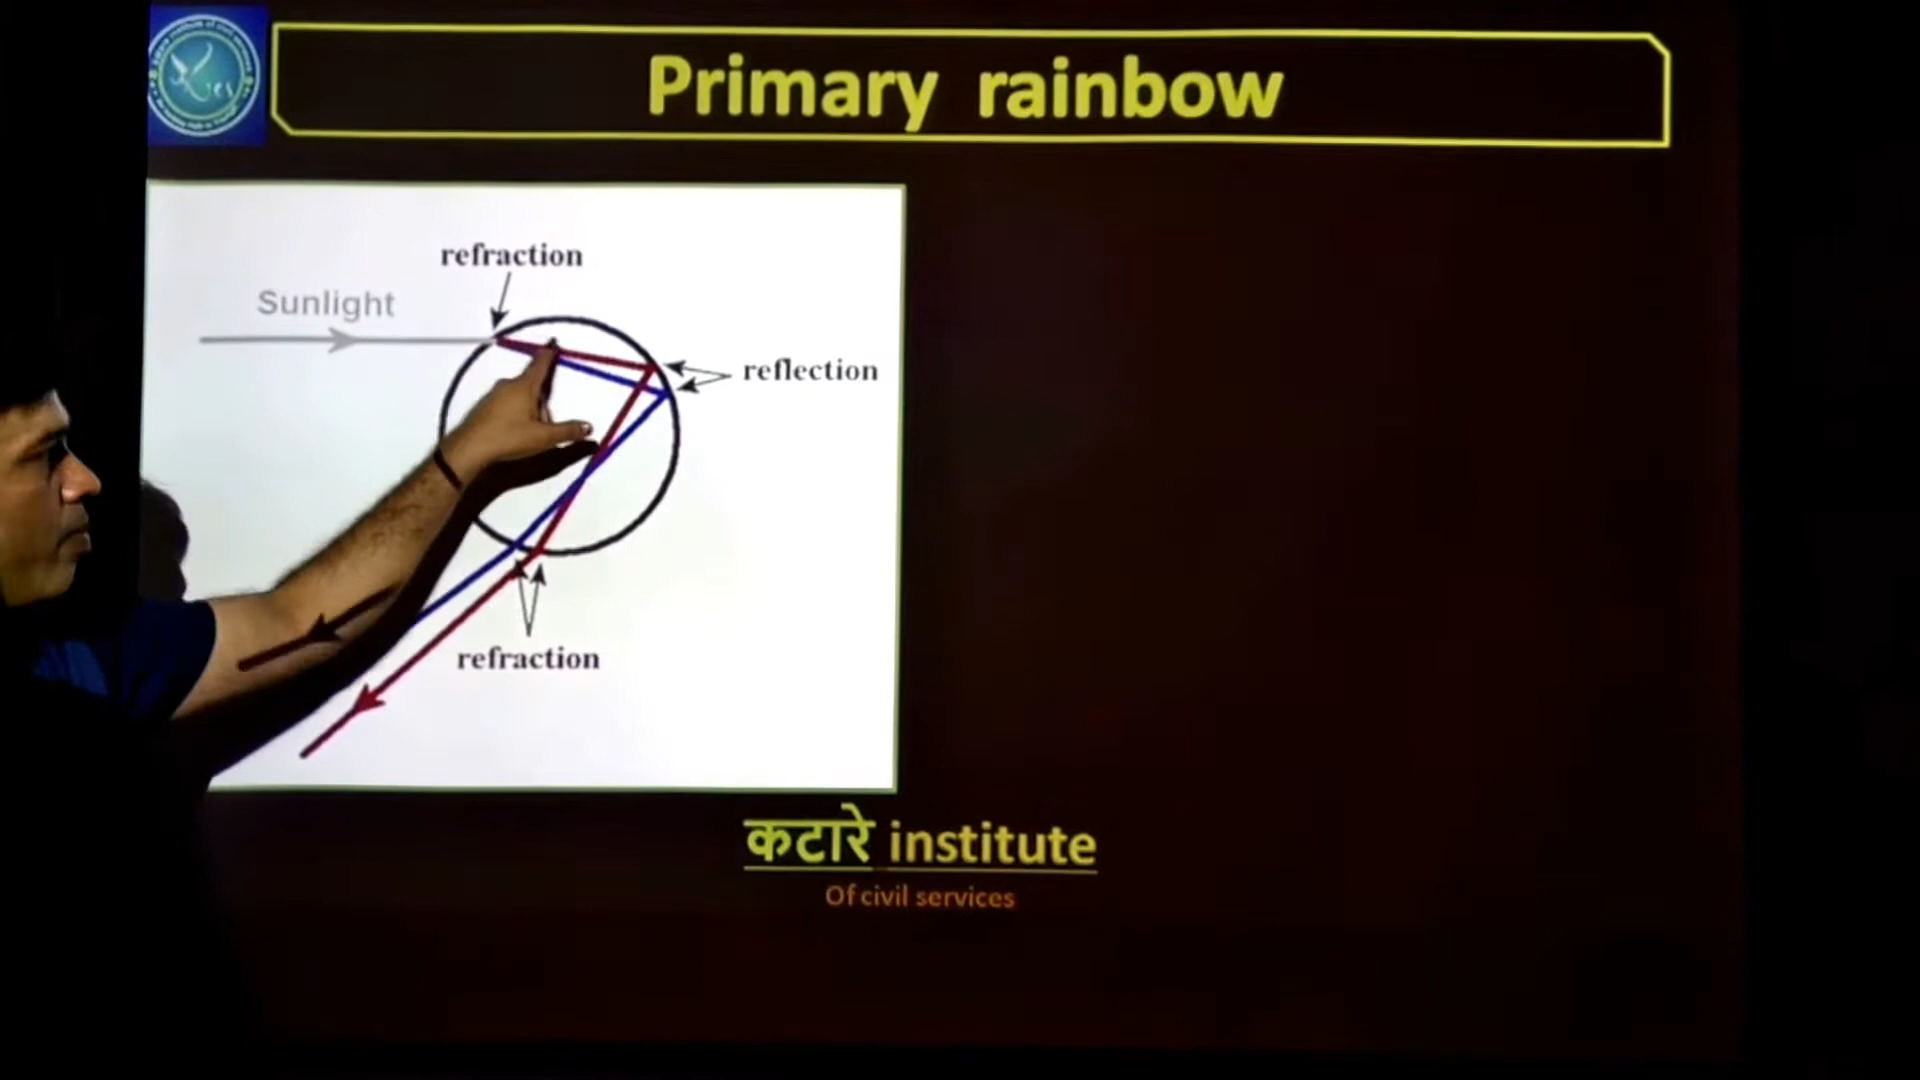 Primary rainbow
refraction
Sunlight
reflection
refraction
कटारे institute
Of civil services